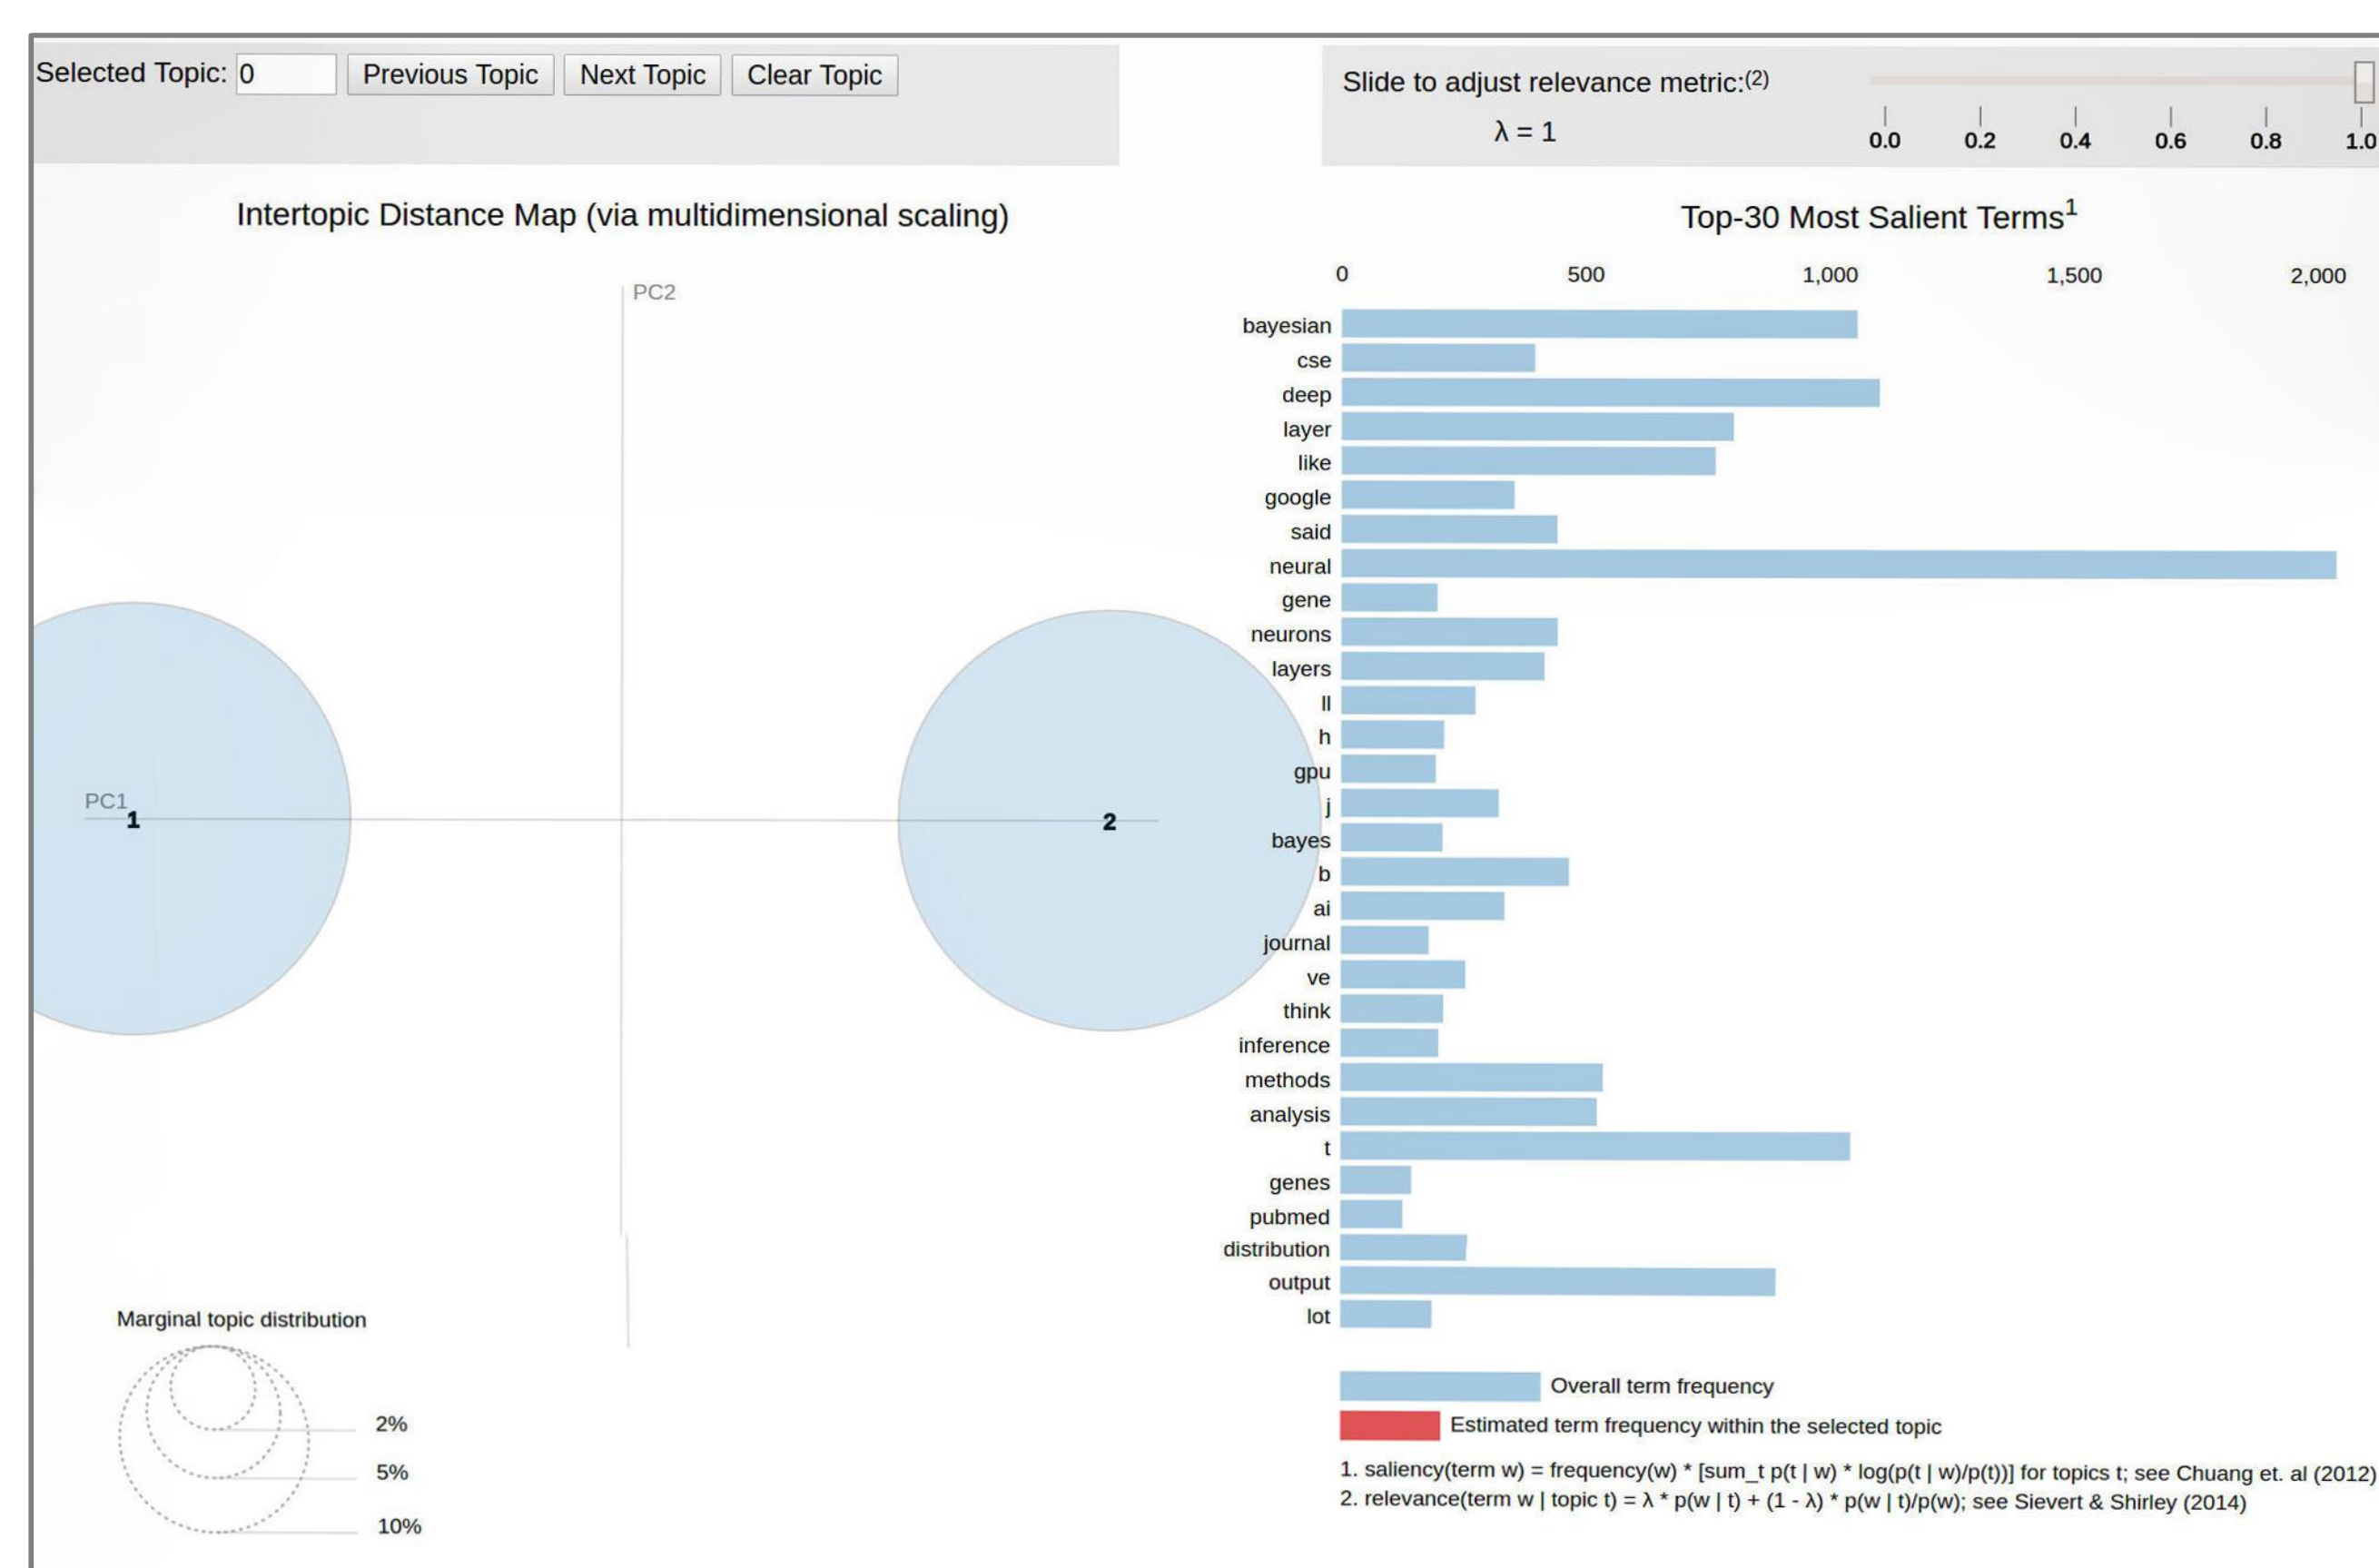 Selected Topic: 0 Previous Topic Next Topic Clear Topic
Slide to adjust relevance metric:(2)
λ = 1
0.0 0.2 0.4 0.6 0.8 1.0
Intertopic Distance Map (via multidimensional scaling)
PC2
PC1
1
2
Marginal topic distribution
2%
5%
10%
Top-30 Most Salient Terms1
0 500 1,000 1,500 2,000
bayesian
cse
deep
layer
like
google
said
neural
gene
neurons
layers
ll
h
gpu
j
bayes
b
ai
journal
ve
think
inference
methods
analysis
t
genes
pubmed
distribution
output
lot
Overall term frequency
Estimated term frequency within the selected topic
1. saliency(term w) = frequency(w) * [sum_t p(t | w) * log(p(t | w)/p(t))] for topics t; see Chuang et. al (2012)
2. relevance(term w | topic t) = λ * p(w | t) + (1 - λ) * p(w | t)/p(w); see Sievert & Shirley (2014)